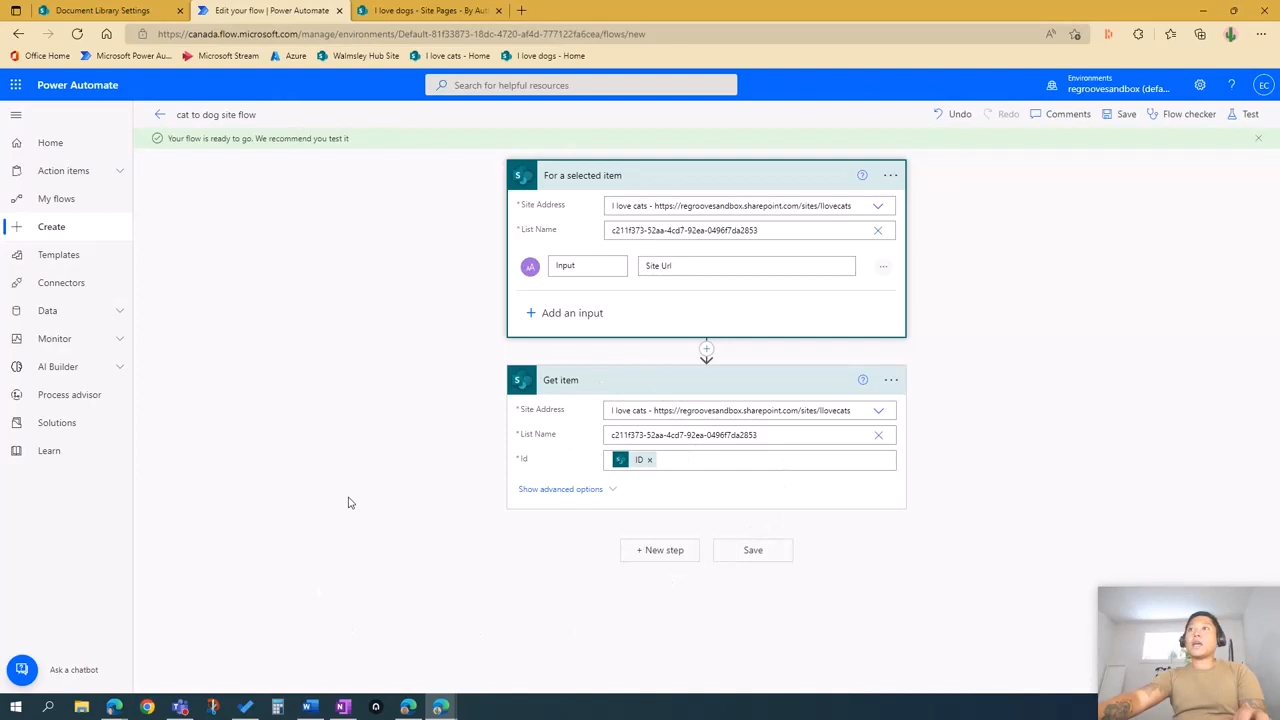 Document Library Settings
Edit your flow | Power Automate
I love dogs - Site Pages - By Aut
https://canada.flow.microsoft.com/manage/environments/Default-81f33873-18dc-4720-af4d-777122fa6cea/flows/new
Office Home
Microsoft Power Au...
Microsoft Stream
Azure
Walmsley Hub Site
I love cats - Home
I love dogs - Home
Power Automate
Search for helpful resources
Environments
regroovesandbox (defa...
EC
cat to dog site flow
Undo
Redo
Comments
Save
Flow checker
Test
Your flow is ready to go. We recommend you test it
Home
Action items
My flows
Create
Templates
Connectors
Data
Monitor
AI Builder
Process advisor
Solutions
Learn
Ask a chatbot
For a selected item
* Site Address
I love cats - https://regroovesandbox.sharepoint.com/sites/Ilovecats
* List Name
c211f373-52aa-4cd7-92ea-0496f7da2853
Input
Site Url
Add an input
Get item
* Site Address
I love cats - https://regroovesandbox.sharepoint.com/sites/Ilovecats
* List Name
c211f373-52aa-4cd7-92ea-0496f7da2853
* Id
ID
Show advanced options
+ New step
Save